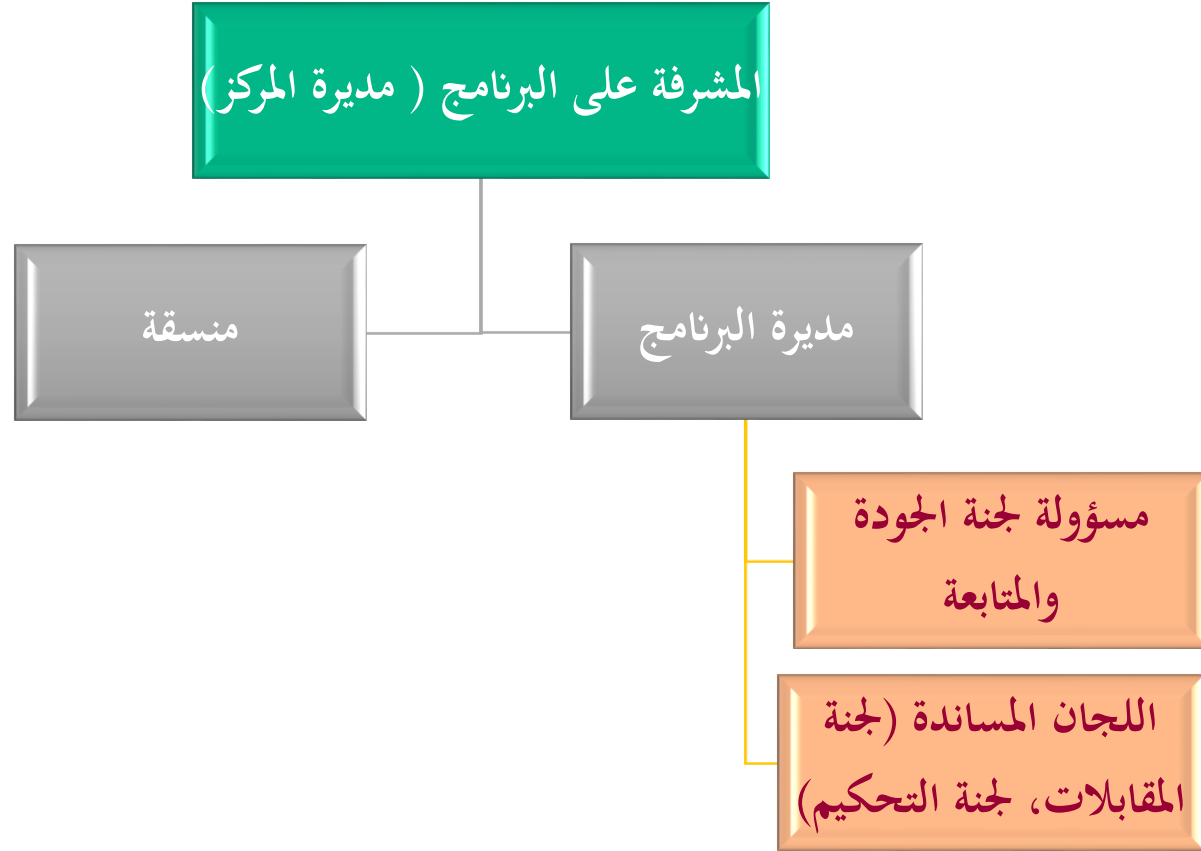 المشرفة على البرنامج ( مديرة المركز)
مديرة البرنامج
منسقة
مسؤولة لجنة الجودة
والمتابعة
اللجان المساندة (لجنة
المقابلات، لجنة التحكيم)